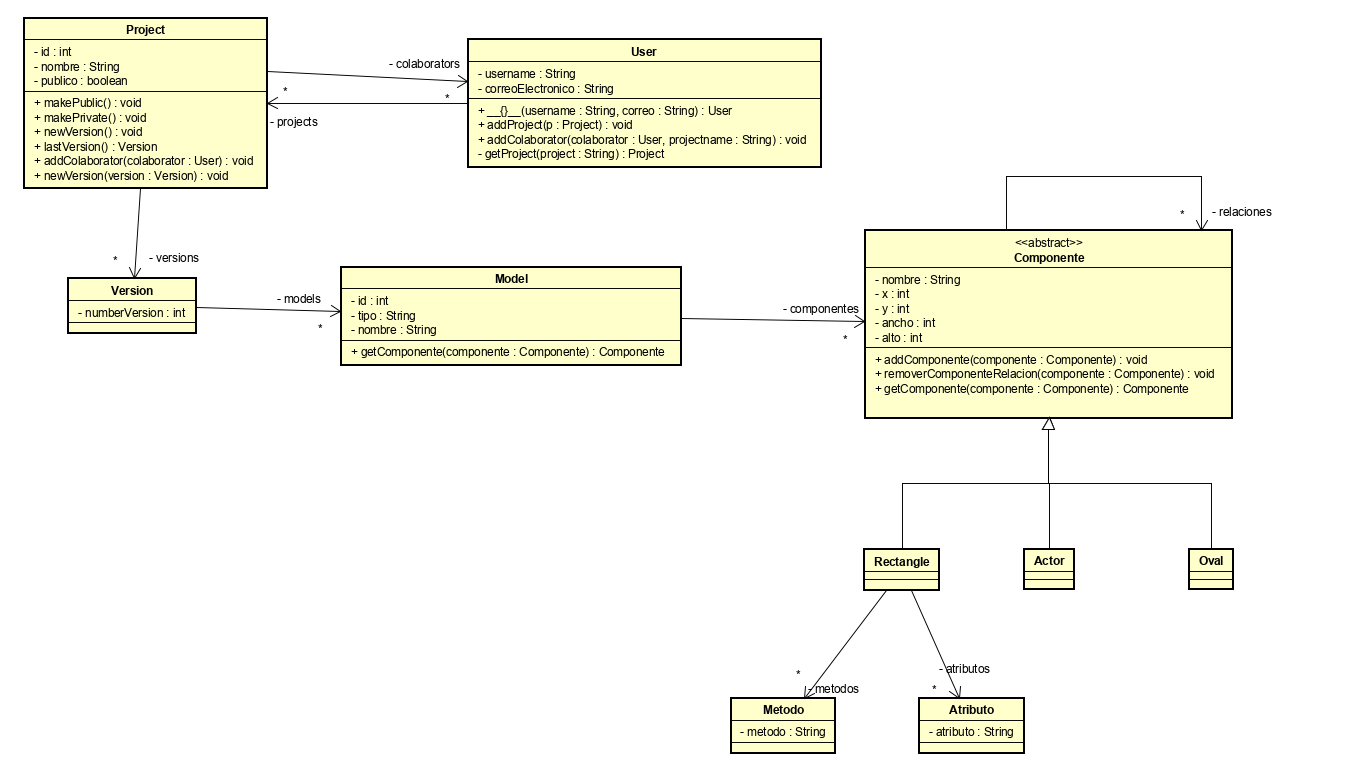 Project
- id : int
- nombre : String
- publico : boolean
+ makePublic() : void
+ makePrivate() : void
+ newVersion() : void
+ lastVersion() : Version
+ addColaborator(colaborator : User) : void
+ newVersion(version : Version) : void
- colaborators
*
*
- projects
User
- username : String
- correoElectronico : String
+ __{}__(username : String, correo : String) : User
+ addProject(p : Project) : void
+ addColaborator(colaborator : User, projectname : String) : void
- getProject(project : String) : Project
*
- versions
Version
- numberVersion : int
- models
*
Model
- id : int
- tipo : String
- nombre : String
+ getComponente(componente : Componente) : Componente
- componentes
*
*
- relaciones
<<abstract>>
Componente
- nombre : String
- x : int
- y : int
- ancho : int
- alto : int
+ addComponente(componente : Componente) : void
+ removerComponenteRelacion(componente : Componente) : void
+ getComponente(componente : Componente) : Componente
Rectangle
Actor
Oval
*
- metodos
- atributos
*
Metodo
- metodo : String
Atributo
- atributo : String